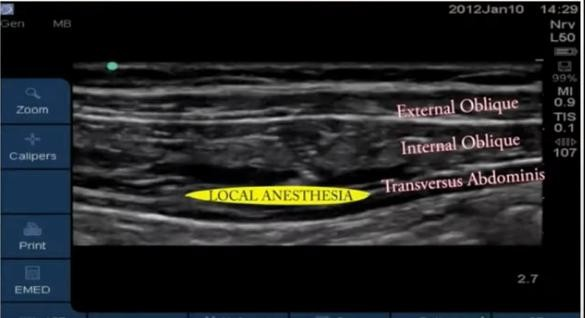 2012Jan10 14:29
Gen MB
Nrv
L50
99%
MI
0.9
TIS
0.1
107
Zoom
Calipers
Print
EMED
External Oblique
Internal Oblique
Transversus Abdominis
LOCAL ANESTHESIA
2.7